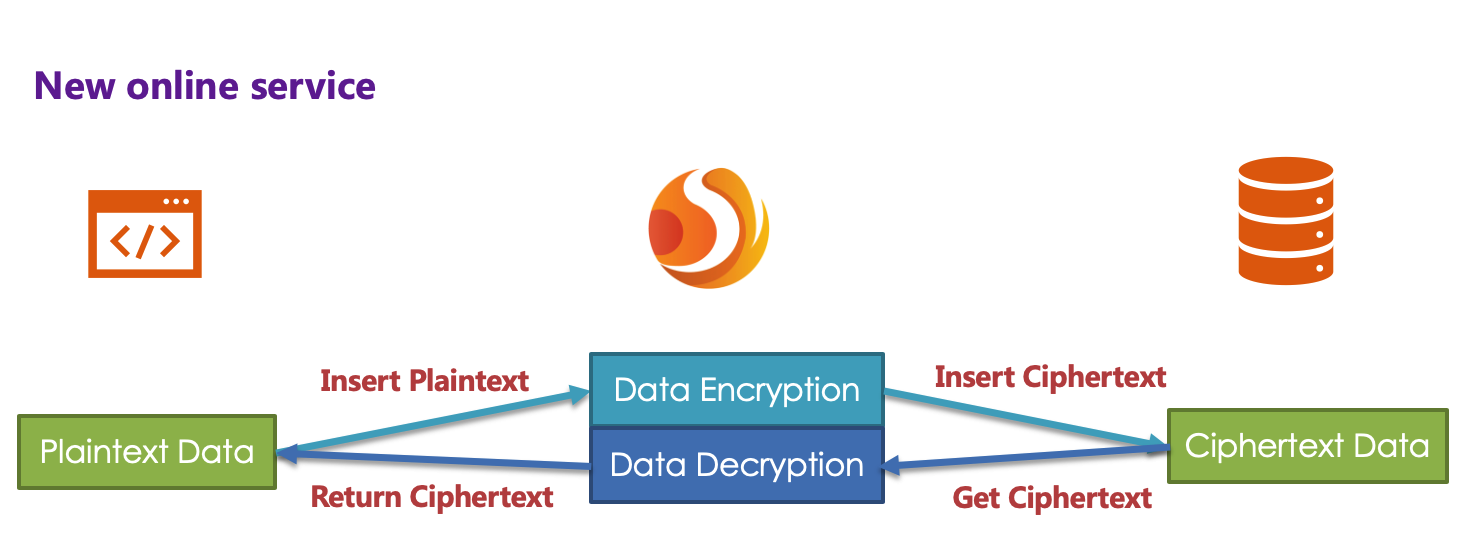 New online service
Insert Plaintext
Data Encryption
Insert Ciphertext
Plaintext Data
Data Decryption
Ciphertext Data
Return Ciphertext
Get Ciphertext